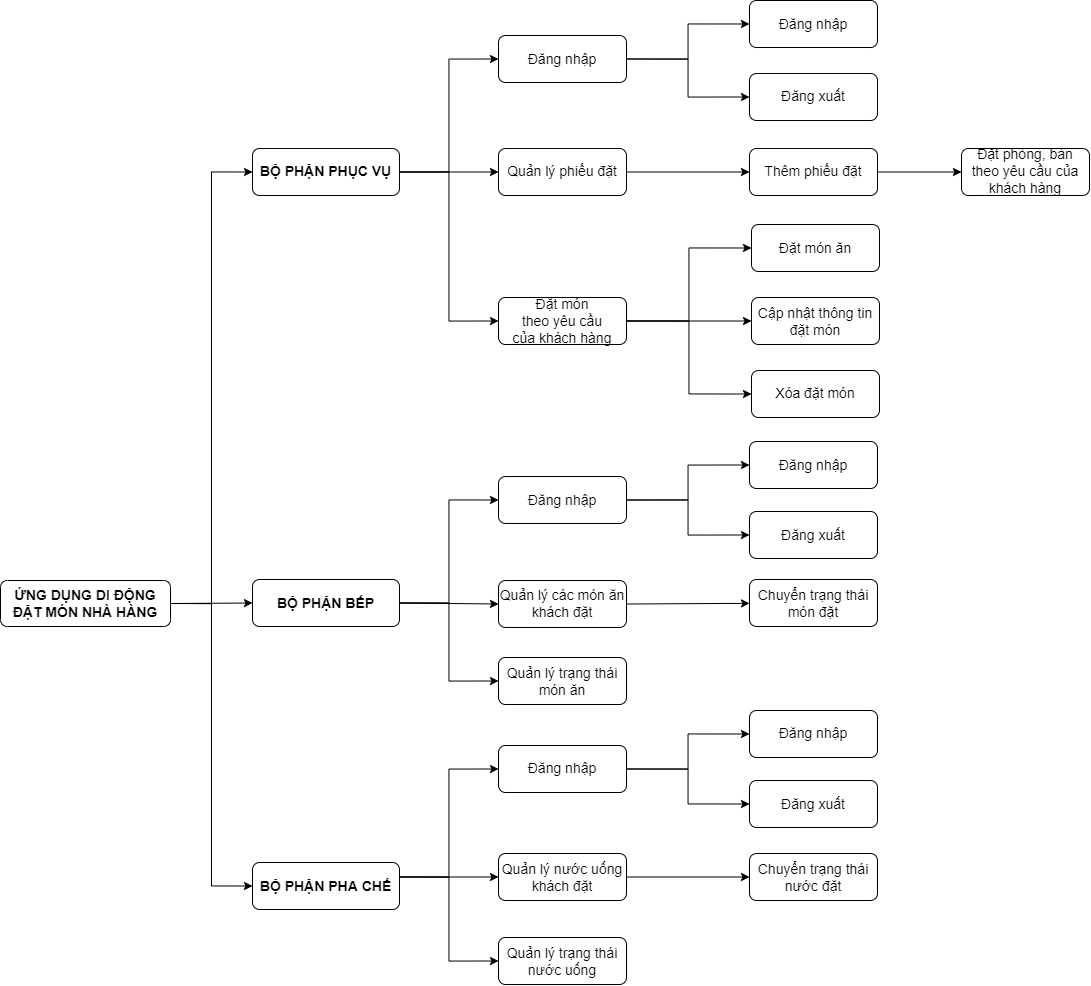 Đăng nhập
Đăng nhập
Đăng xuất
BỘ PHẬN PHỤC VỤ
Quản lý phiếu đặt
Thêm phiếu đặt
Đặt phòng, bàn
theo yêu cầu của
khách hàng
Đặt món
theo yêu cầu
của khách hàng
Đặt món ăn
Cập nhật thông tin
đặt món
Xóa đặt món
ỨNG DỤNG DI ĐỘNG
ĐẶT MÓN NHÀ HÀNG
BỘ PHẬN BẾP
Đăng nhập
Đăng nhập
Đăng xuất
Quản lý các món ăn
khách đặt
Chuyển trạng thái
món đặt
Quản lý trạng thái
món ăn
BỘ PHẬN PHA CHẾ
Đăng nhập
Đăng nhập
Đăng xuất
Quản lý nước uống
khách đặt
Chuyển trạng thái
nước đặt
Quản lý trạng thái
nước uống